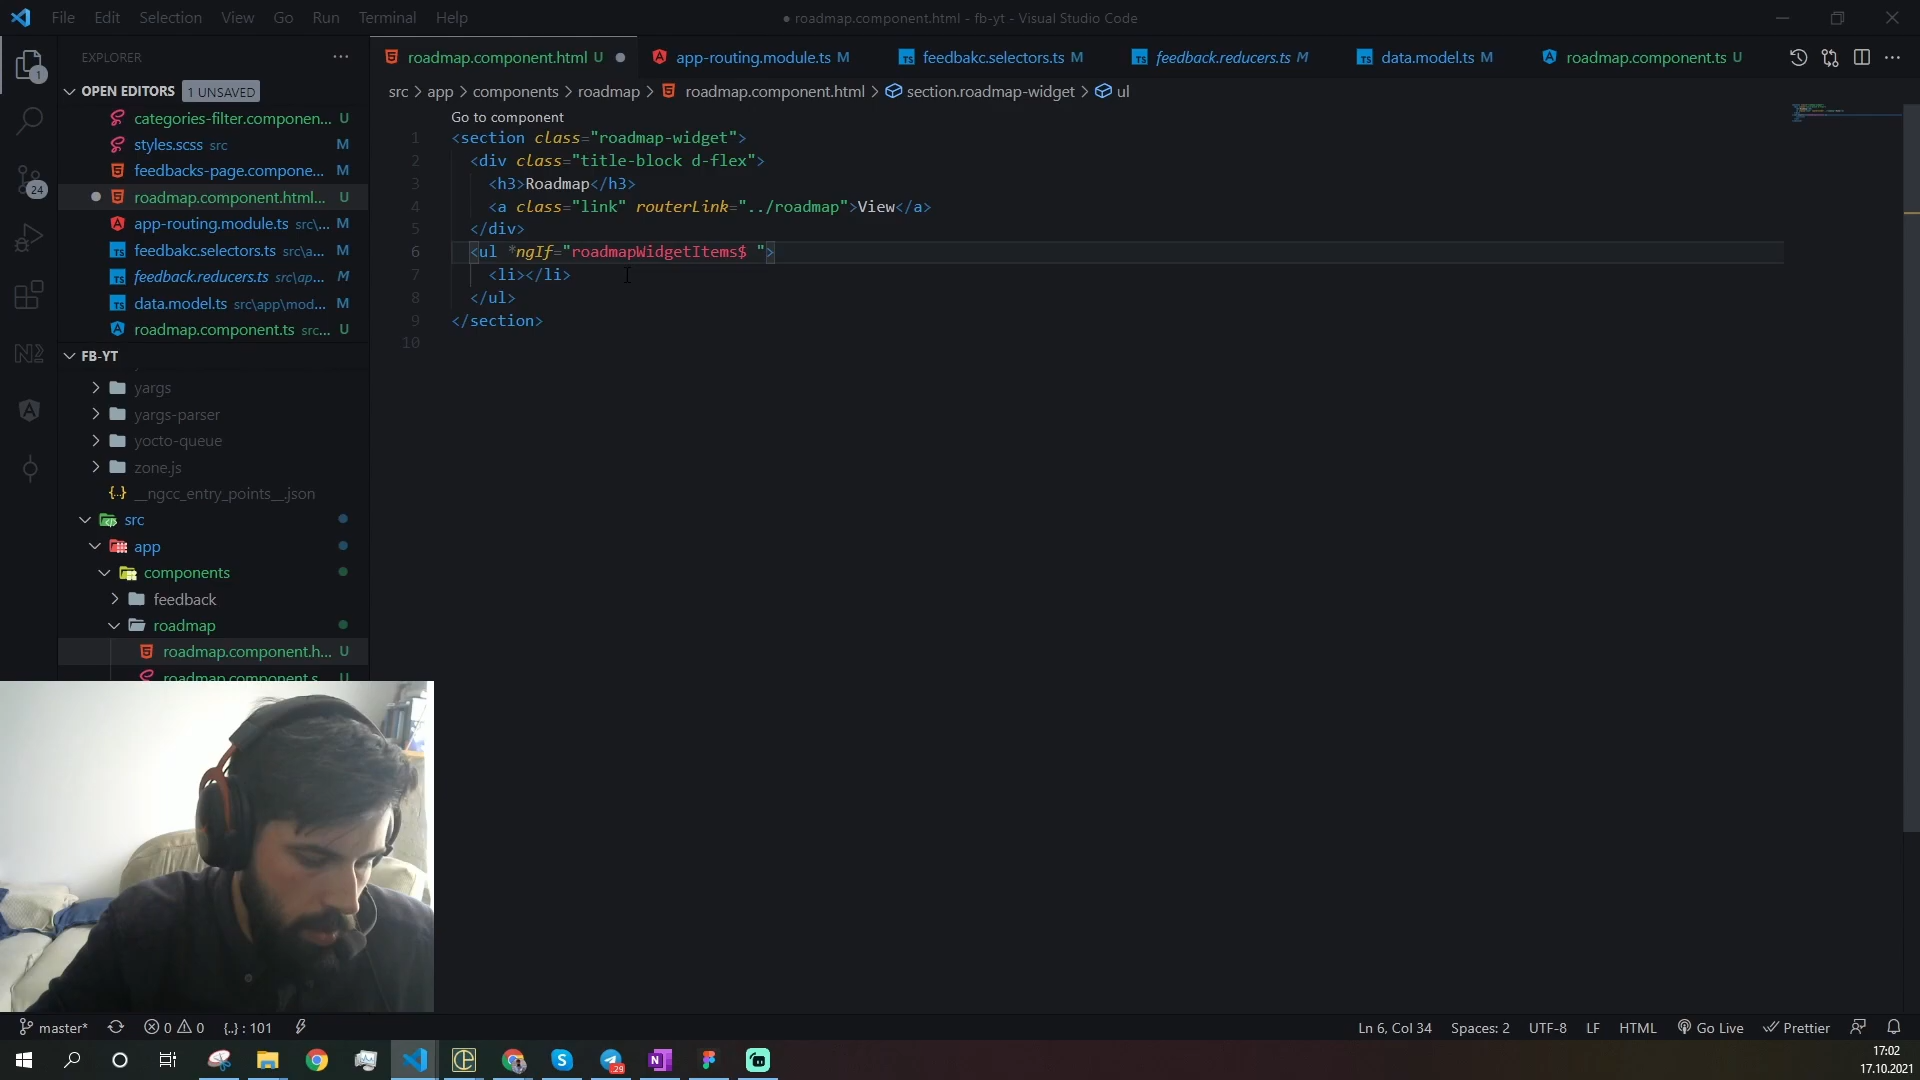 File Edit Selection View Go Run Terminal Help
● roadmap.component.html - fb-yt - Visual Studio Code
EXPLORER
OPEN EDITORS 1 UNSAVED
categories-filter.componen... U
styles.scss src M
feedbacks-page.compone... M
roadmap.component.html... U
app-routing.module.ts src\... M
feedbakc.selectors.ts src\a... M
feedback.reducers.ts src\ap... M
data.model.ts src\app\mod... M
roadmap.component.ts src... U
FB-YT
yargs
yargs-parser
yocto-queue
zone.js
__ngcc_entry_points__.json
src
app
components
feedback
roadmap
roadmap.component.h... U
roadmap.component.s... U
1
24
roadmap.component.html U
app-routing.module.ts M
feedbakc.selectors.ts M
feedback.reducers.ts M
data.model.ts M
roadmap.component.ts U
src > app > components > roadmap > roadmap.component.html > section.roadmap-widget > ul
Go to component
1 <section class="roadmap-widget">
2 <div class="title-block d-flex">
3 <h3>Roadmap</h3>
4 <a class="link" routerLink="../roadmap">View</a>
5 </div>
6 <ul *ngIf="roadmapWidgetItems$ ">
7 <li></li>
8 </ul>
9 </section>
10
master* 0 0 {..} : 101
Ln 6, Col 34 Spaces: 2 UTF-8 LF HTML Go Live Prettier
29
17:02
17.10.2021